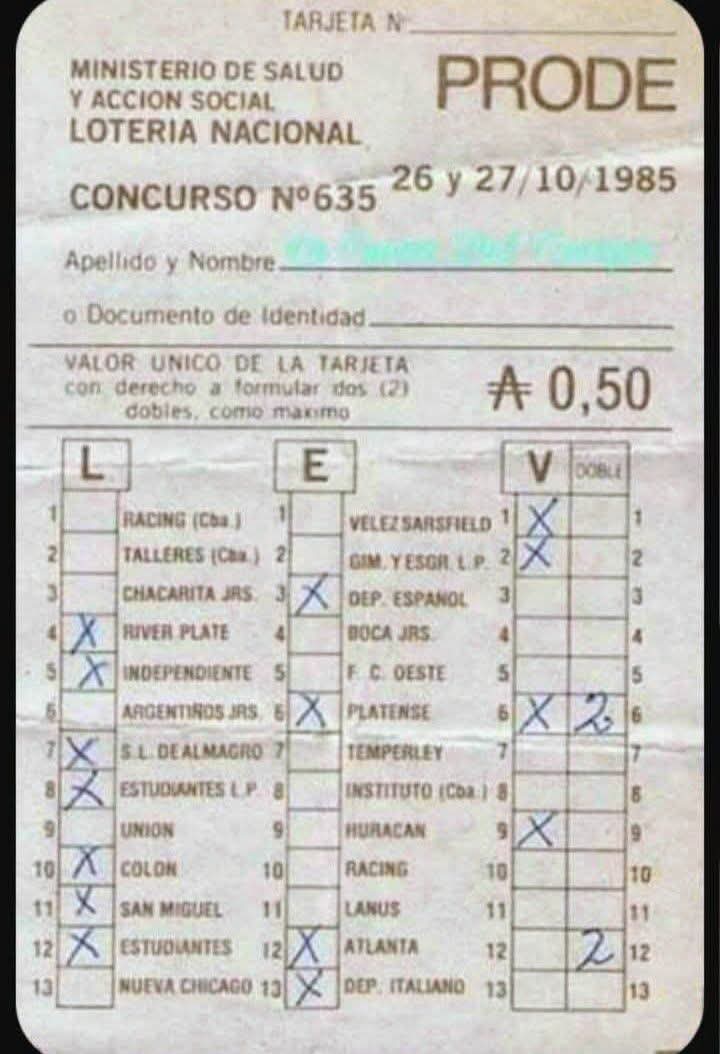 TARJETA Nº
MINISTERIO DE SALUD
Y ACCION SOCIAL
LOTERIA NACIONAL
PRODE
CONCURSO Nº635 26 y 27/10/1985
Apellido y Nombre
o Documento de Identidad
VALOR UNICO DE LA TARJETA
con derecho a formular dos (2)
dobles, como maximo
₳ 0,50
L E V DOBLE
1 RACING (Cba.) 1 VELEZ SARSFIELD 1 X 1
2 TALLERES (Cba.) 2 GIM. Y ESGR. L.P. 2 X 2
3 CHACARITA JRS. 3 X DEP. ESPAÑOL 3 3
4 X RIVER PLATE 4 BOCA JRS. 4 4
5 X INDEPENDIENTE 5 F. C. OESTE 5 5
6 ARGENTINOS JRS. 6 X PLATENSE 6 X 2 6
7 X S.L. DE ALMAGRO 7 TEMPERLEY 7 7
8 X ESTUDIANTES L.P. 8 INSTITUTO (Cba.) 8 8
9 UNION 9 HURACAN 9 X 9
10 X COLON 10 RACING 10 10
11 X SAN MIGUEL 11 LANUS 11 11
12 X ESTUDIANTES 12 X ATLANTA 12 2 12
13 NUEVA CHICAGO 13 X DEP. ITALIANO 13 13